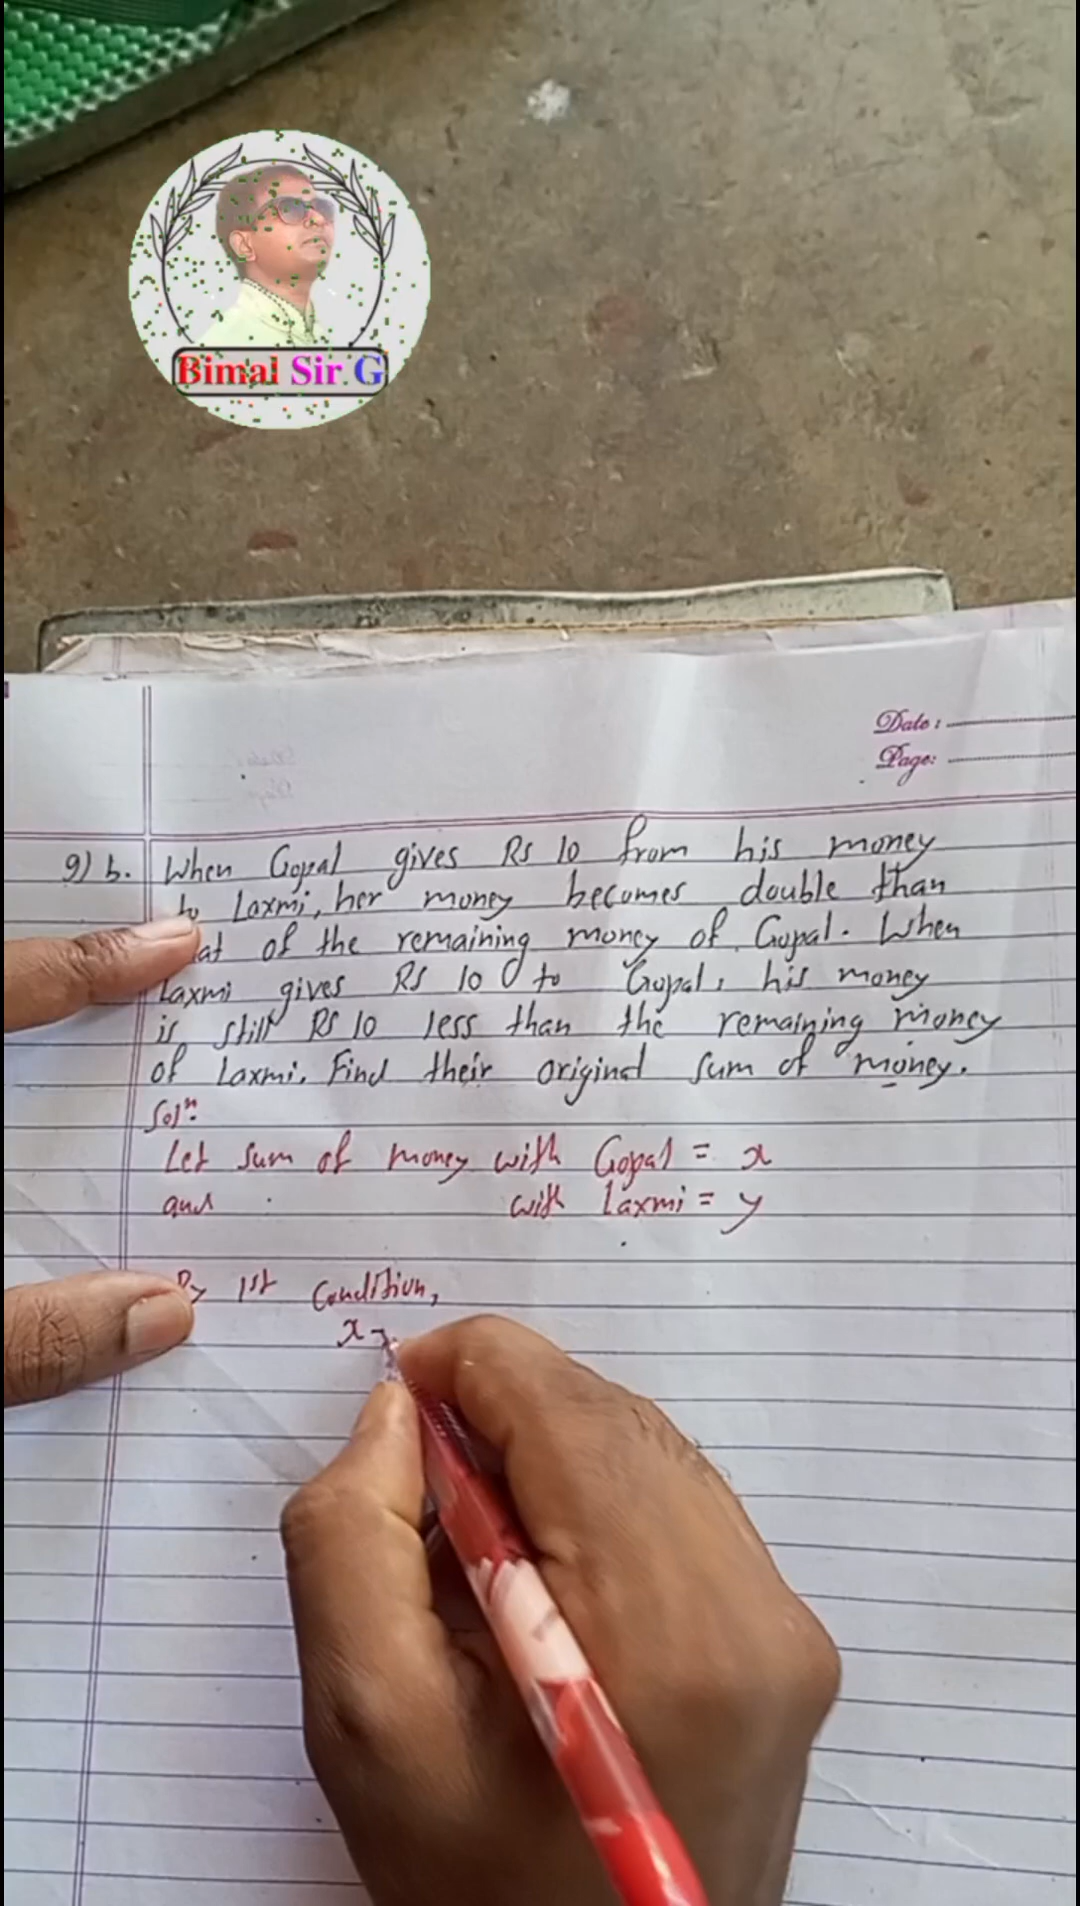 Bimal Sir G
Date :
Page:
9) b. When Gopal gives Rs 10 from his money
to Laxmi, her money becomes double than
at of the remaining money of Gopal. When
Laxmi gives Rs 10 to Gopal, his money
is still Rs 10 less than the remaining money
of Laxmi. Find their original sum of money.
Solⁿ:
Let sum of money with Gopal = x
and with Laxmi = y
By 1st Condition,
x -